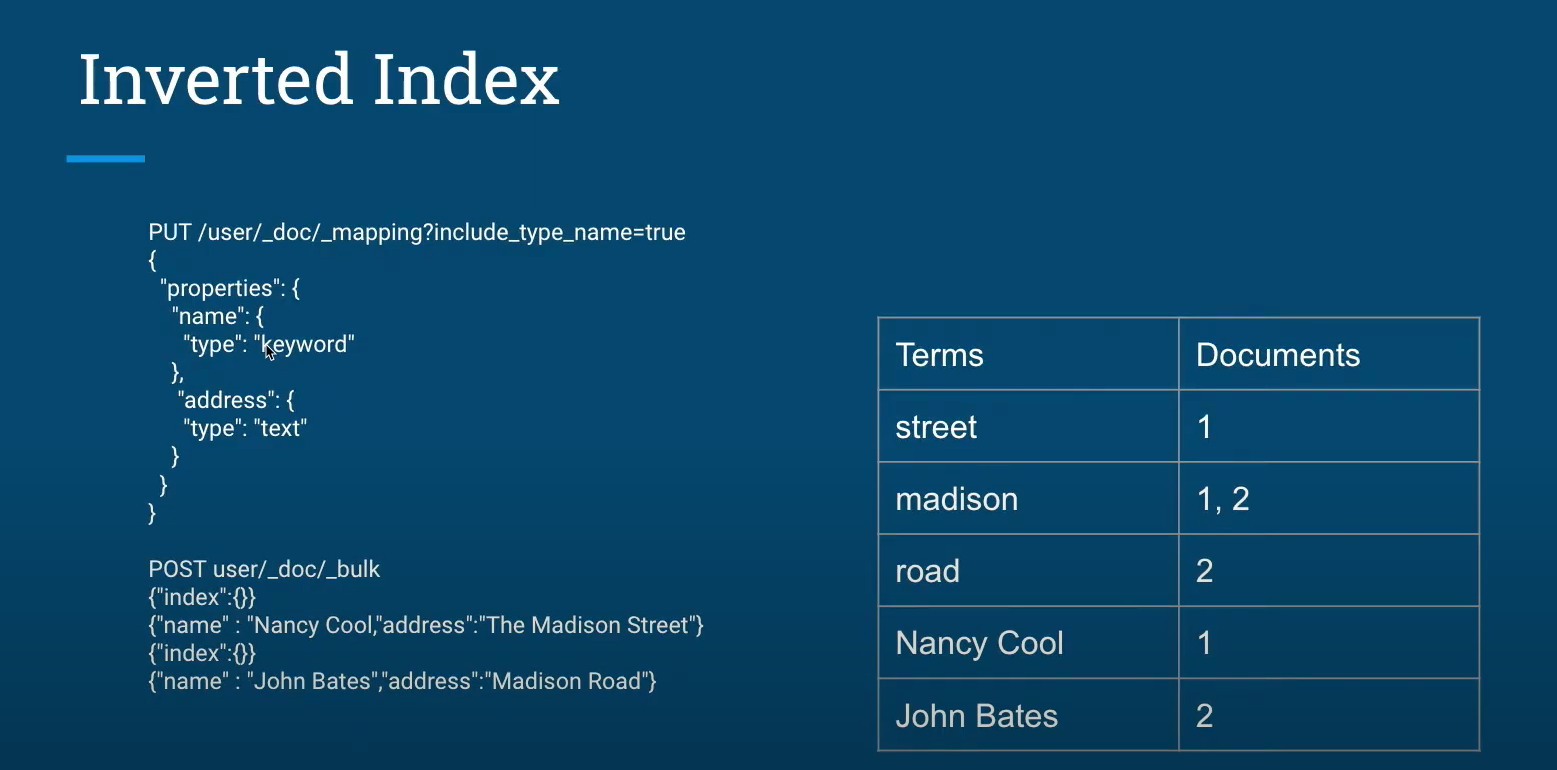 Inverted Index
PUT /user/_doc/_mapping?include_type_name=true
{
"properties": {
"name": {
"type": "keyword"
},
"address": {
"type": "text"
}
}
}
POST user/_doc/_bulk
{"index":{}}
{"name" : "Nancy Cool,"address":"The Madison Street"}
{"index":{}}
{"name" : "John Bates","address":"Madison Road"}
Terms Documents
street 1
madison 1, 2
road 2
Nancy Cool 1
John Bates 2